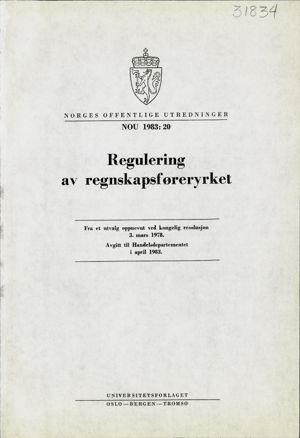 31834
NORGES OFFENTLIGE UTREDNINGER
NOU 1983: 20
Regulering
av regnskapsføreryrket
Fra et utvalg oppnevnt ved kongelig resolusjon
3. mars 1978.
Avgitt til Handelsdepartementet
i april 1983.
UNIVERSITETSFORLAGET
OSLO—BERGEN—TROMSØ